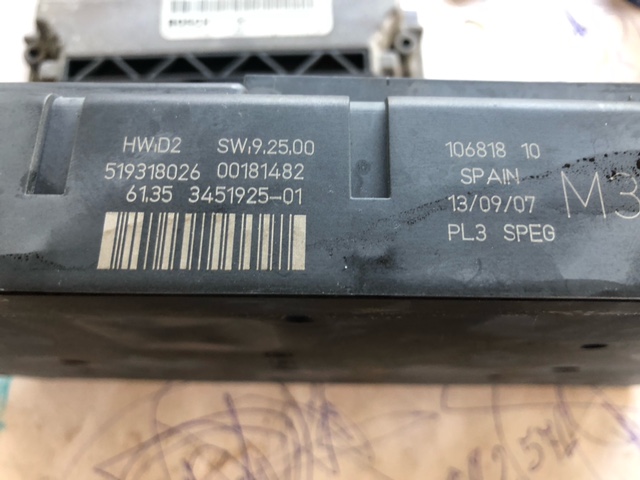 HW:D2 SW:9.25.00
519318026 00181482
61.35 3451925-01
106818 10
SPAIN
13/09/07
PL3 SPEG
M3